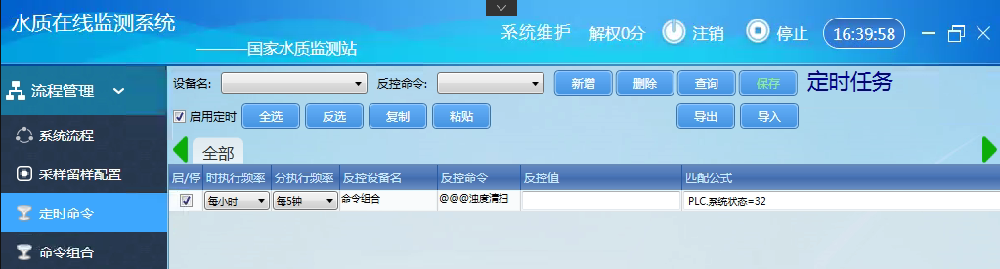 水质在线监测系统
———国家水质监测站
系统维护 解权0分 注销 停止 16:39:58
流程管理
系统流程
采样留样配置
定时命令
命令组合
设备名: 反控命令: 新增 删除 查询 保存 定时任务
启用定时 全选 反选 复制 粘贴 导出 导入
全部
启/停 时执行频率 分执行频率 反控设备名 反控命令 反控值 匹配公式
每小时 每5钟 命令组合 @@@浊度清扫 PLC.系统状态=32